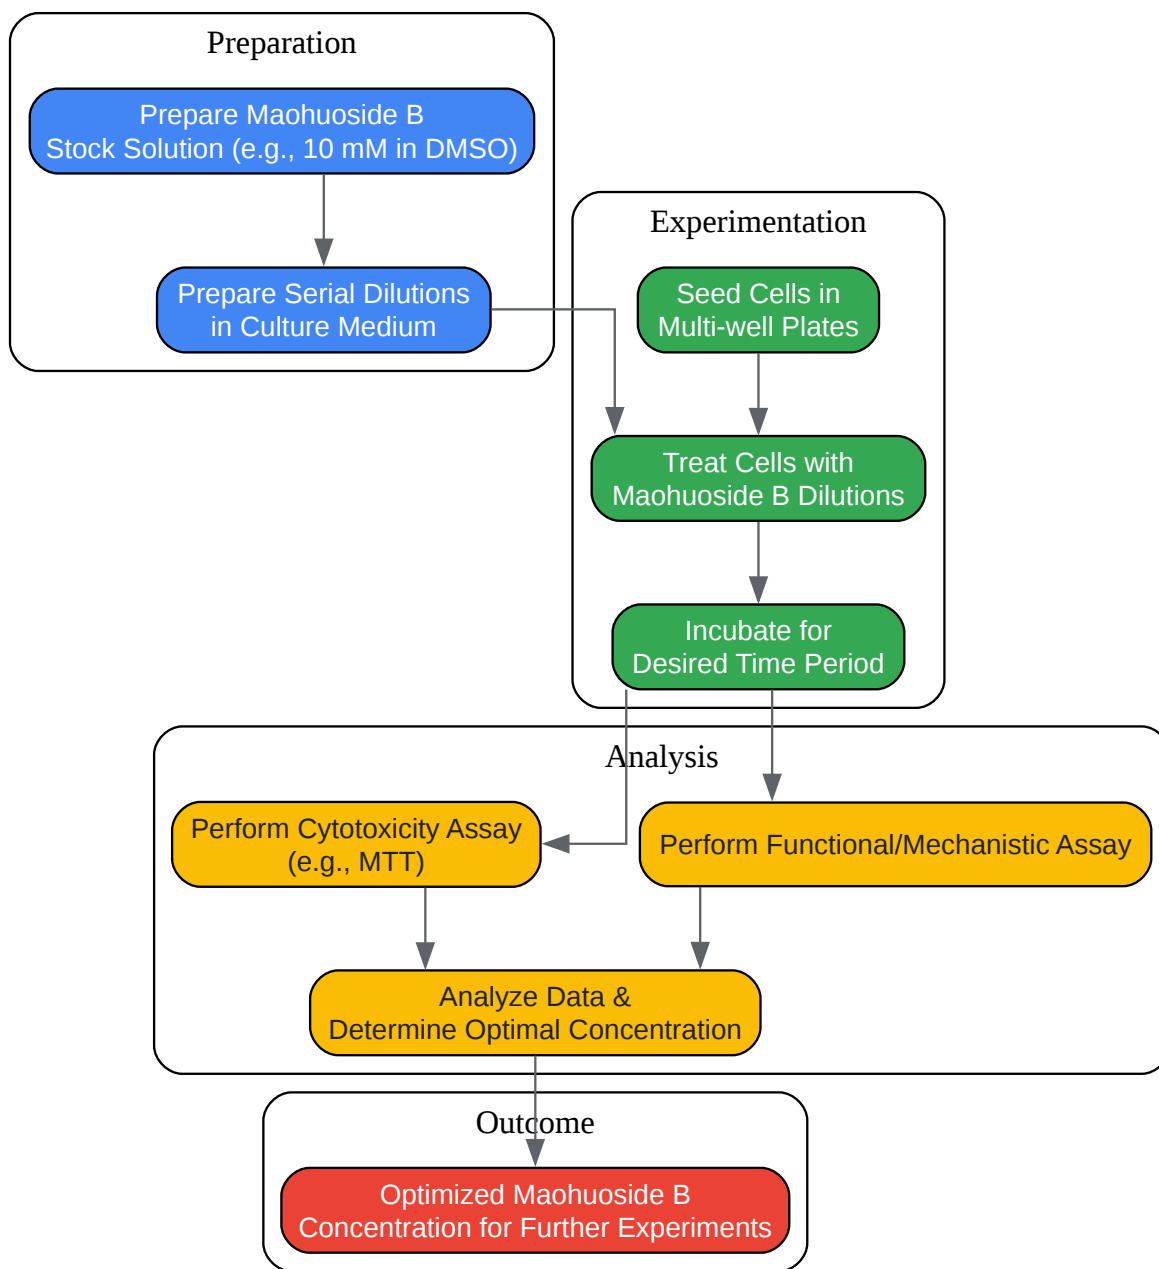 Preparation
Prepare Maohuoside B
Stock Solution (e.g., 10 mM in DMSO)
Prepare Serial Dilutions
in Culture Medium
Experimentation
Seed Cells in
Multi-well Plates
Treat Cells with
Maohuoside B Dilutions
Incubate for
Desired Time Period
Analysis
Perform Cytotoxicity Assay
(e.g., MTT)
Perform Functional/Mechanistic Assay
Analyze Data &
Determine Optimal Concentration
Outcome
Optimized Maohuoside B
Concentration for Further Experiments